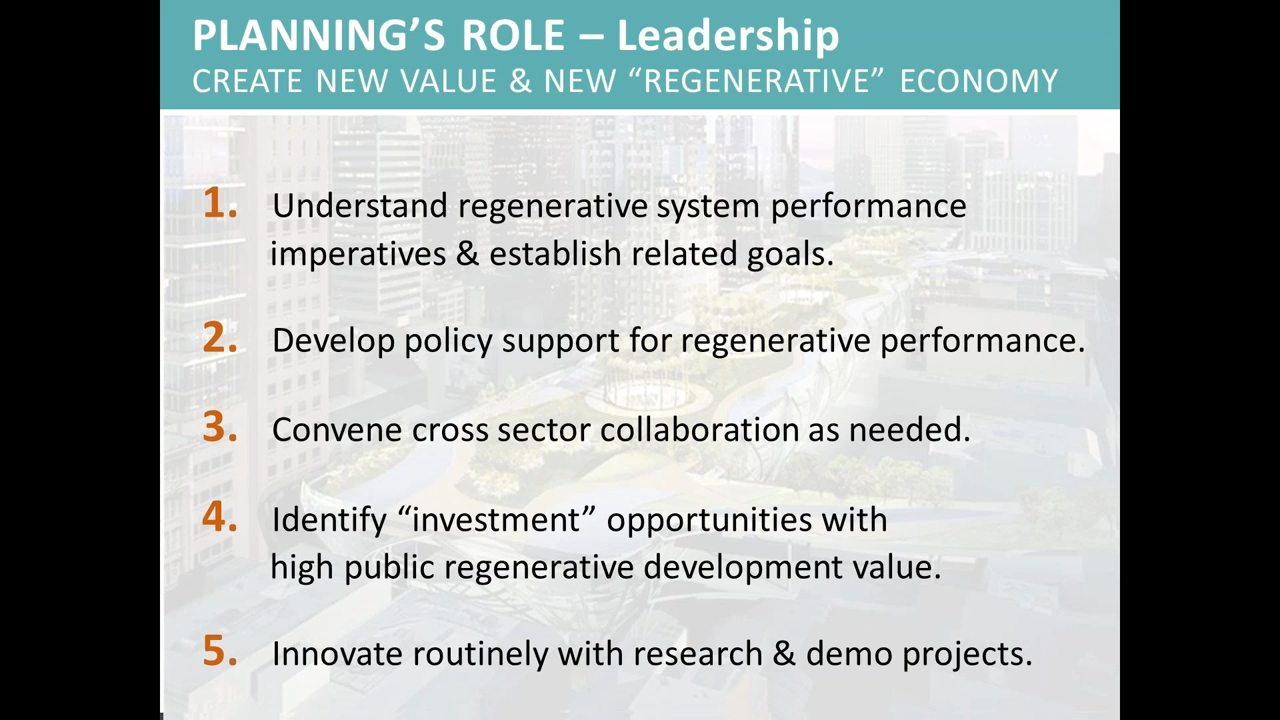 PLANNING’S ROLE – Leadership
CREATE NEW VALUE & NEW “REGENERATIVE” ECONOMY
1. Understand regenerative system performance
imperatives & establish related goals.
2. Develop policy support for regenerative performance.
3. Convene cross sector collaboration as needed.
4. Identify “investment” opportunities with
high public regenerative development value.
5. Innovate routinely with research & demo projects.